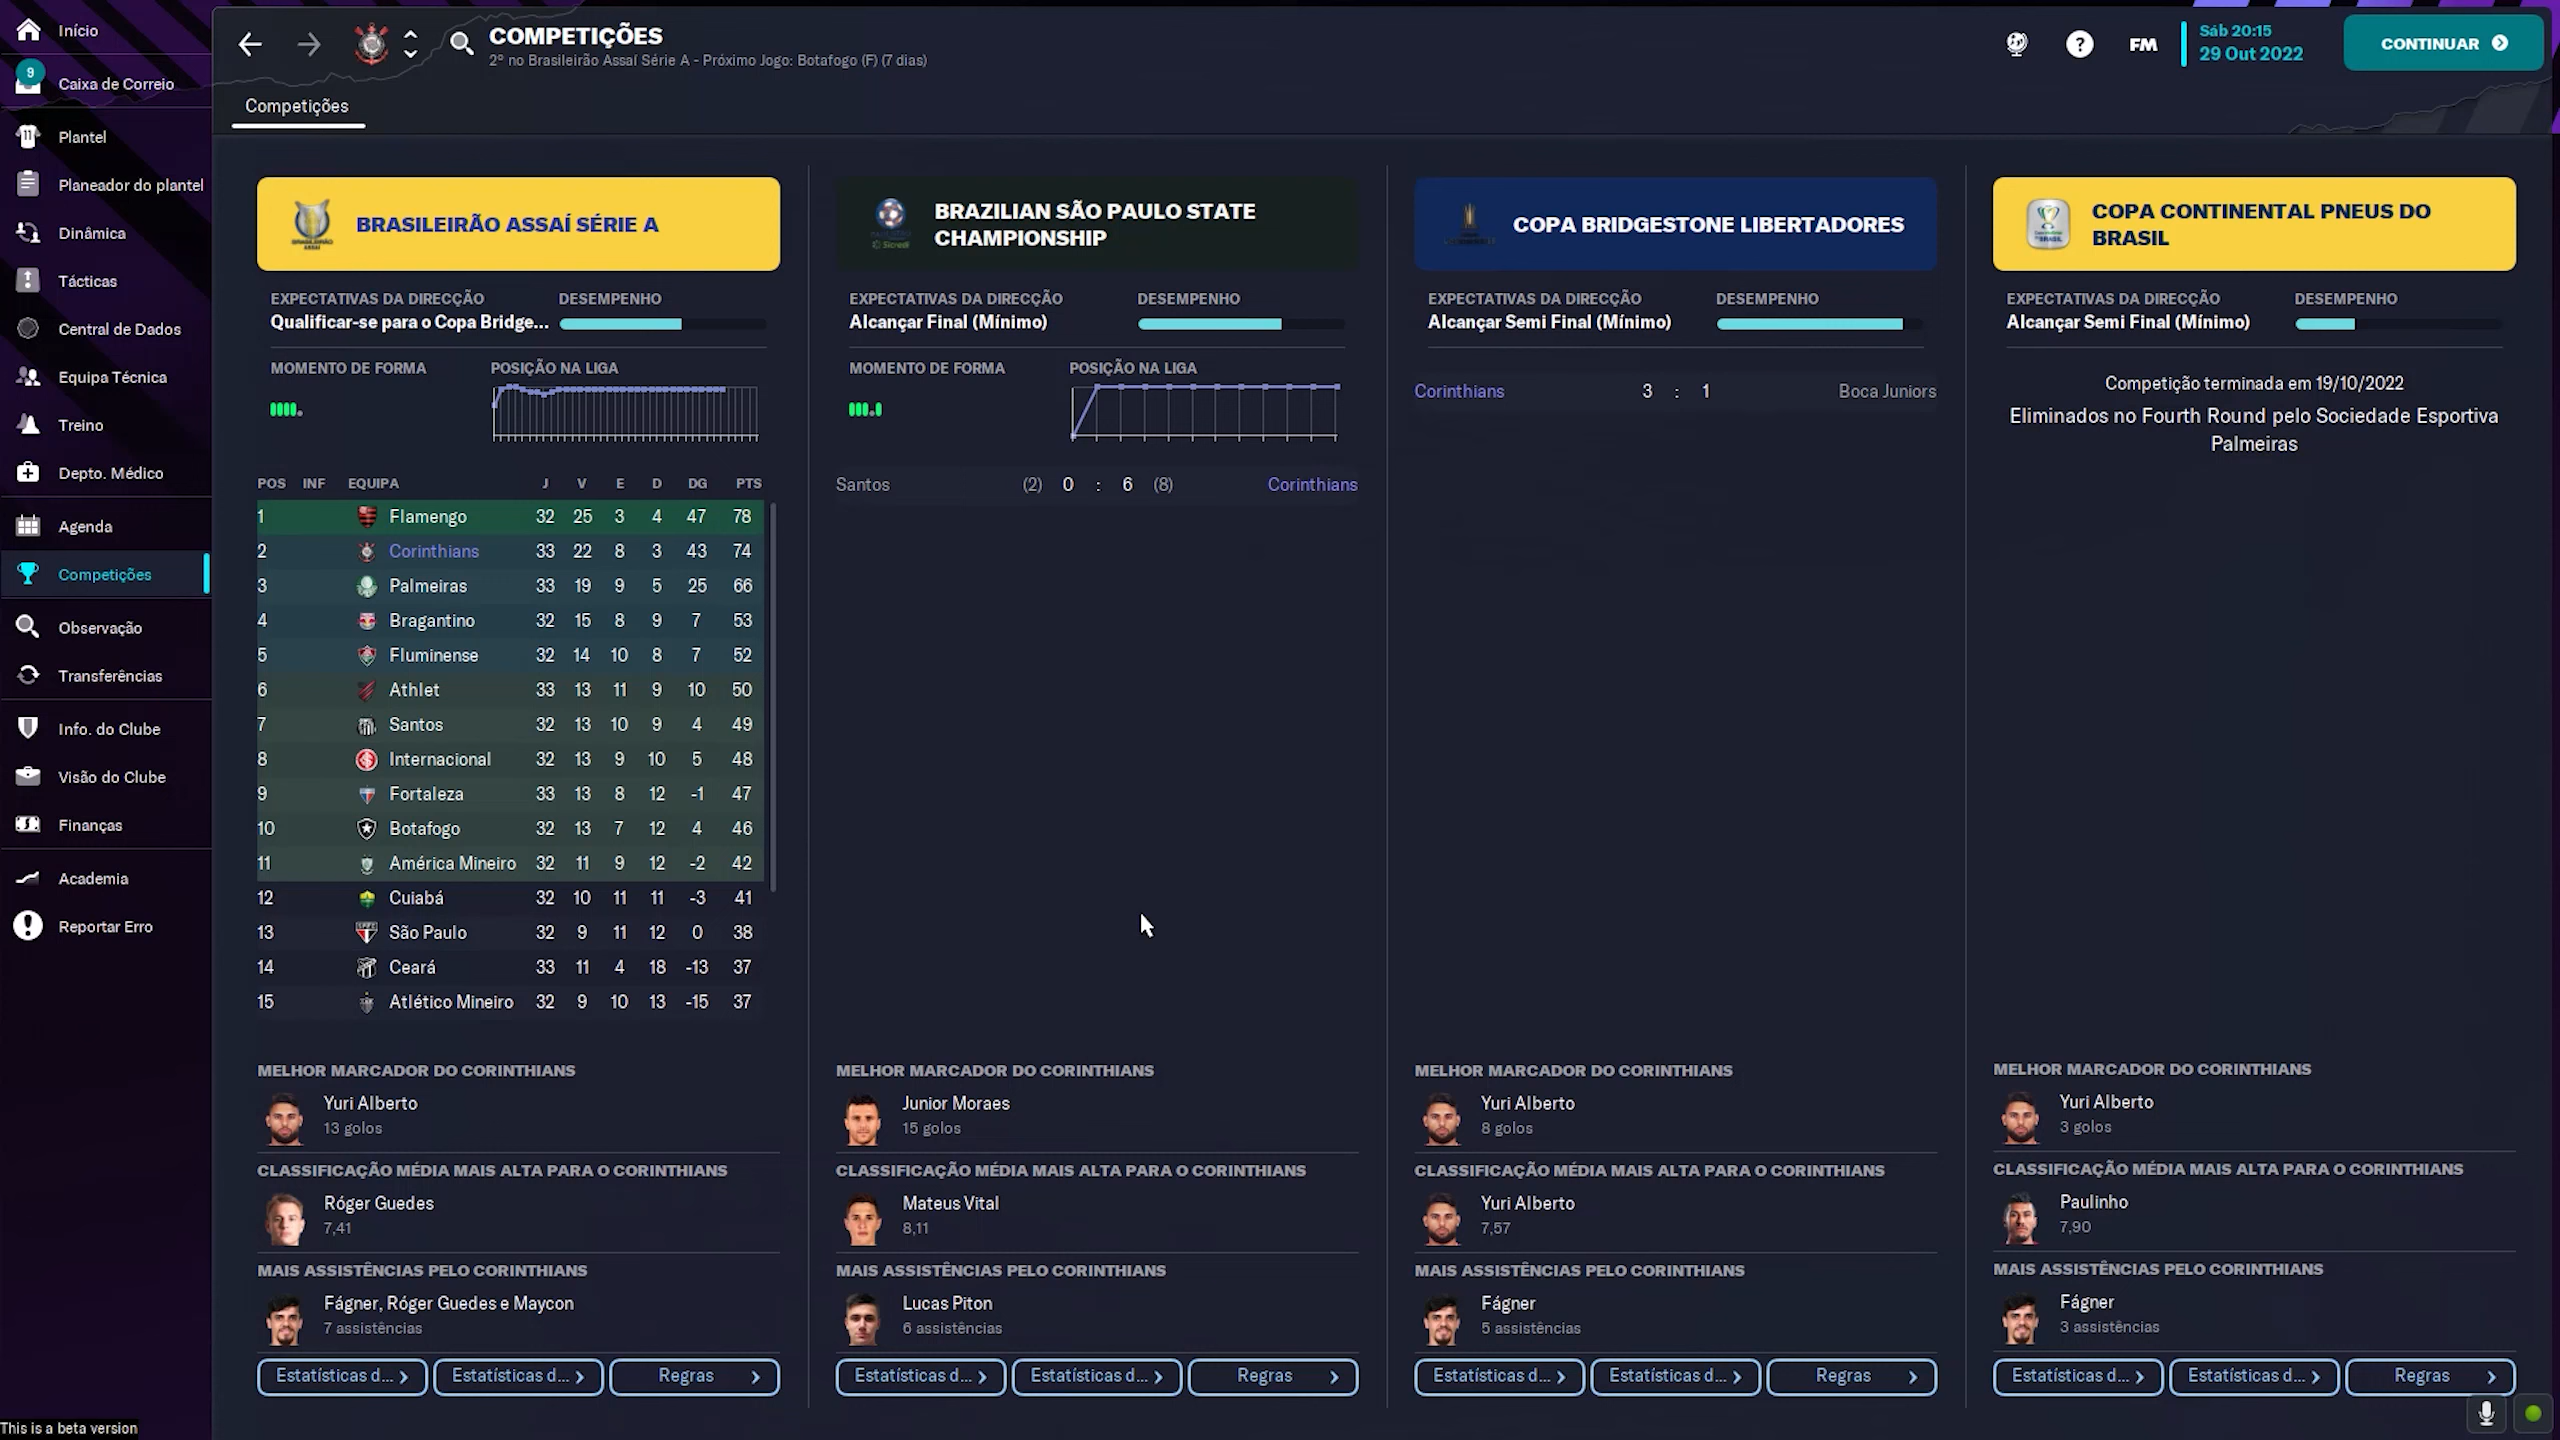 Início
9
Caixa de Correio
Plantel
Planeador do plantel
Dinâmica
Tácticas
Central de Dados
Equipa Técnica
Treino
Depto. Médico
Agenda
Competições
Observação
Transferências
Info. do Clube
Visão do Clube
Finanças
Academia
Reportar Erro
This is a beta version
COMPETIÇÕES
2º no Brasileirão Assaí Série A - Próximo Jogo: Botafogo (F) (7 dias)
FM
Sáb 20:15
29 Out 2022
CONTINUAR
Competições
BRASILEIRÃO ASSAÍ SÉRIE A
EXPECTATIVAS DA DIRECÇÃO DESEMPENHO
Qualificar-se para o Copa Bridge...
MOMENTO DE FORMA POSIÇÃO NA LIGA
POS INF EQUIPA J V E D DG PTS
1 Flamengo 32 25 3 4 47 78
2 Corinthians 33 22 8 3 43 74
3 Palmeiras 33 19 9 5 25 66
4 Bragantino 32 15 8 9 7 53
5 Fluminense 32 14 10 8 7 52
6 Athlet 33 13 11 9 10 50
7 Santos 32 13 10 9 4 49
8 Internacional 32 13 9 10 5 48
9 Fortaleza 33 13 8 12 -1 47
10 Botafogo 32 13 7 12 4 46
11 América Mineiro 32 11 9 12 -2 42
12 Cuiabá 32 10 11 11 -3 41
13 São Paulo 32 9 11 12 0 38
14 Ceará 33 11 4 18 -13 37
15 Atlético Mineiro 32 9 10 13 -15 37
MELHOR MARCADOR DO CORINTHIANS
Yuri Alberto
13 golos
CLASSIFICAÇÃO MÉDIA MAIS ALTA PARA O CORINTHIANS
Róger Guedes
7,41
MAIS ASSISTÊNCIAS PELO CORINTHIANS
Fágner, Róger Guedes e Maycon
7 assistências
Estatísticas d... Estatísticas d... Regras
BRAZILIAN SÃO PAULO STATE
CHAMPIONSHIP
EXPECTATIVAS DA DIRECÇÃO DESEMPENHO
Alcançar Final (Mínimo)
MOMENTO DE FORMA POSIÇÃO NA LIGA
Santos (2) 0 : 6 (8) Corinthians
MELHOR MARCADOR DO CORINTHIANS
Junior Moraes
15 golos
CLASSIFICAÇÃO MÉDIA MAIS ALTA PARA O CORINTHIANS
Mateus Vital
8,11
MAIS ASSISTÊNCIAS PELO CORINTHIANS
Lucas Piton
6 assistências
Estatísticas d... Estatísticas d... Regras
COPA BRIDGESTONE LIBERTADORES
EXPECTATIVAS DA DIRECÇÃO DESEMPENHO
Alcançar Semi Final (Mínimo)
Corinthians 3 : 1 Boca Juniors
MELHOR MARCADOR DO CORINTHIANS
Yuri Alberto
8 golos
CLASSIFICAÇÃO MÉDIA MAIS ALTA PARA O CORINTHIANS
Yuri Alberto
7,57
MAIS ASSISTÊNCIAS PELO CORINTHIANS
Fágner
5 assistências
Estatísticas d... Estatísticas d... Regras
COPA CONTINENTAL PNEUS DO
BRASIL
EXPECTATIVAS DA DIRECÇÃO DESEMPENHO
Alcançar Semi Final (Mínimo)
Competição terminada em 19/10/2022
Eliminados no Fourth Round pelo Sociedade Esportiva
Palmeiras
MELHOR MARCADOR DO CORINTHIANS
Yuri Alberto
3 golos
CLASSIFICAÇÃO MÉDIA MAIS ALTA PARA O CORINTHIANS
Paulinho
7,90
MAIS ASSISTÊNCIAS PELO CORINTHIANS
Fágner
3 assistências
Estatísticas d... Estatísticas d... Regras